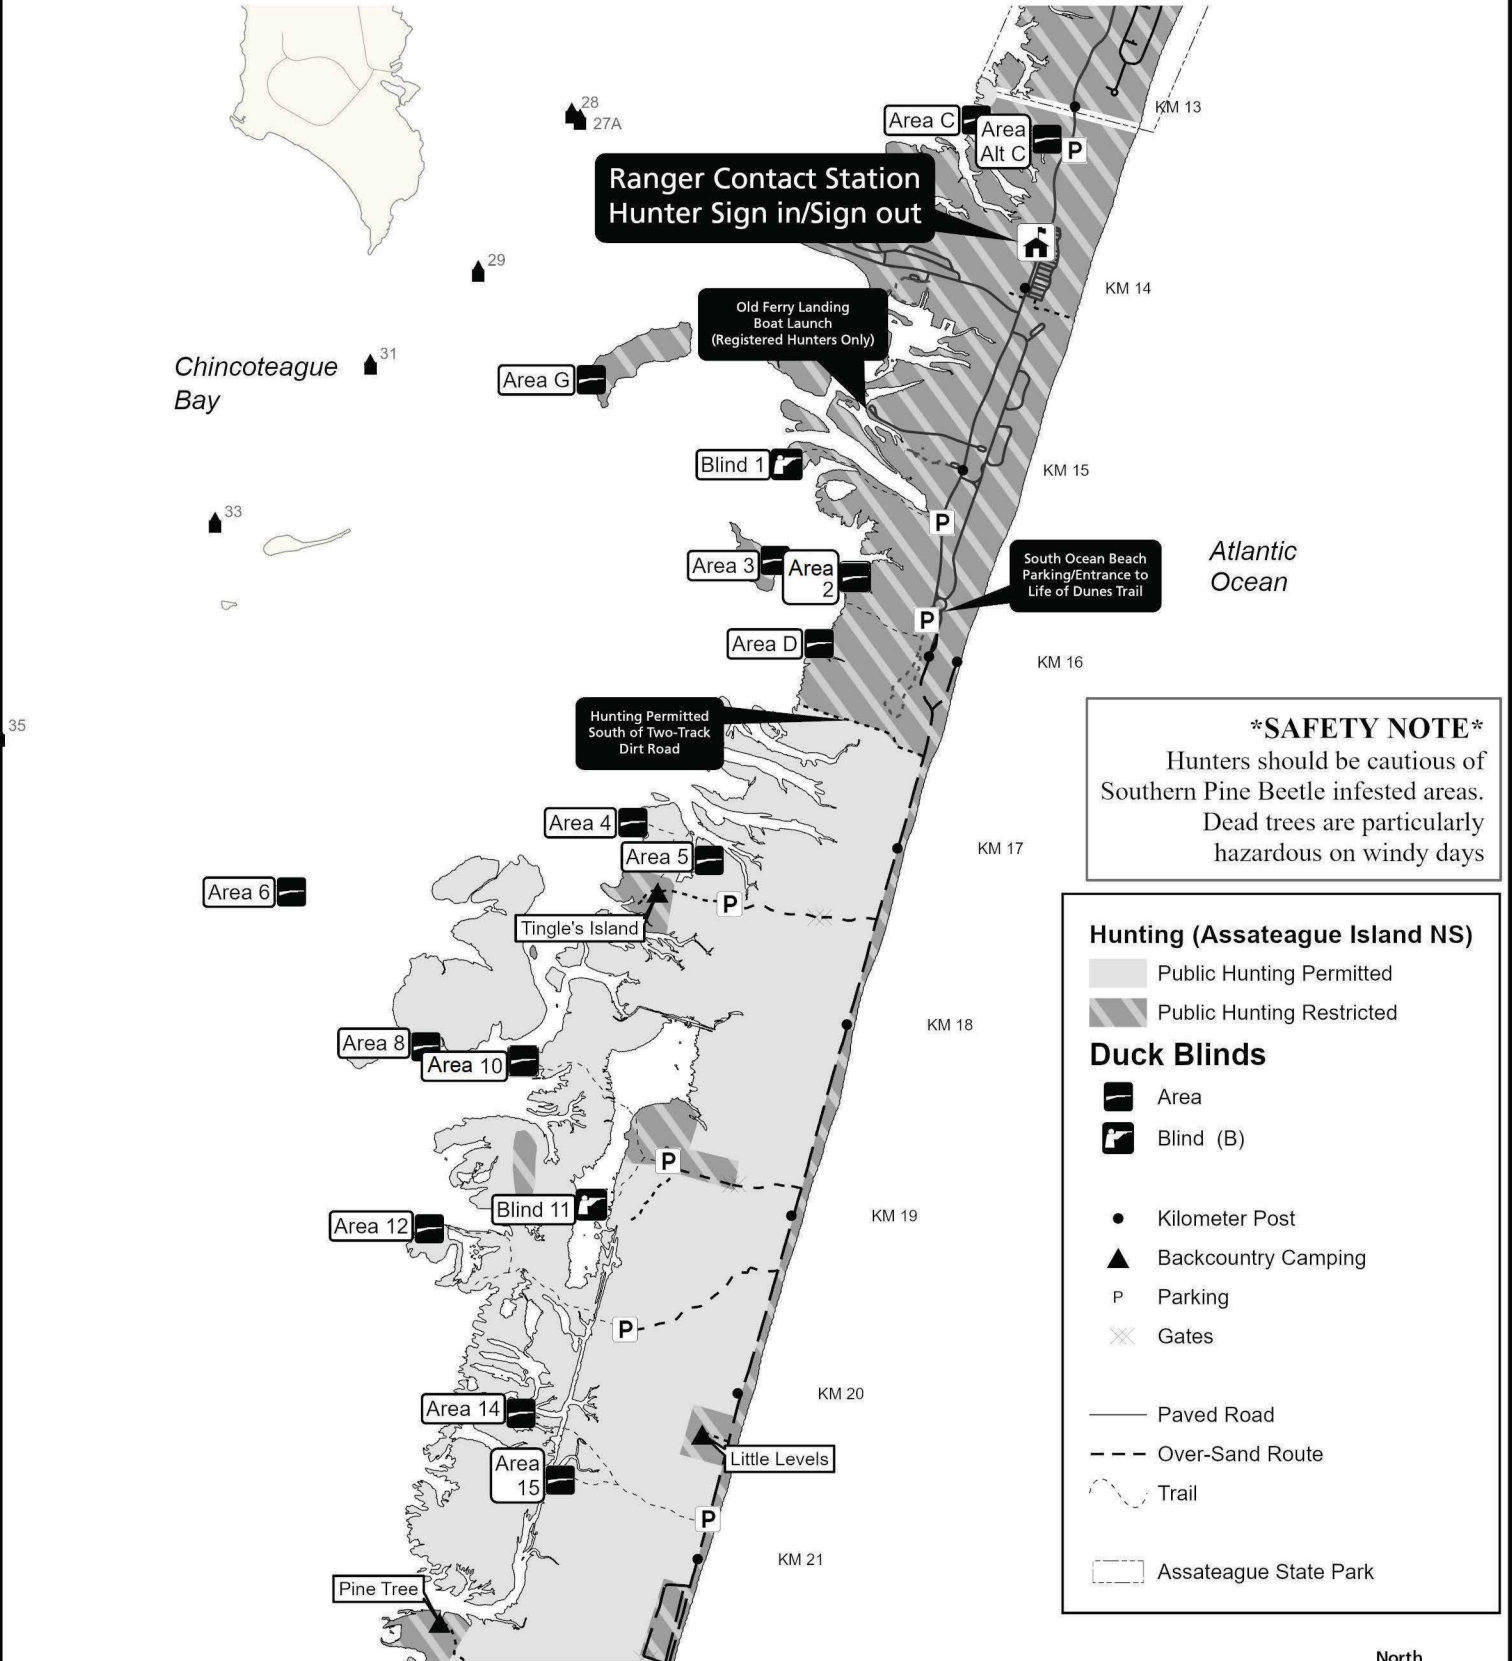 28
27A
KM 13
Area C
Area
Alt C
P
Ranger Contact Station
Hunter Sign in/Sign out
29
KM 14
Old Ferry Landing
Boat Launch
(Registered Hunters Only)
31
Chincoteague
Bay
Area G
Blind 1
KM 15
33
P
Area 3
Area
2
South Ocean Beach
Parking/Entrance to
Life of Dunes Trail
Atlantic
Ocean
P
Area D
KM 16
35
Hunting Permitted
South of Two-Track
Dirt Road
*SAFETY NOTE*
Hunters should be cautious of
Southern Pine Beetle infested areas.
Dead trees are particularly
hazardous on windy days
Area 4
Area 5
KM 17
Area 6
P
Tingle's Island
KM 18
Area 8
Area 10
P
Blind 11
Area 12
KM 19
P
KM 20
Area 14
Little Levels
Area
15
P
KM 21
Pine Tree
Hunting (Assateague Island NS)
Public Hunting Permitted
Public Hunting Restricted
Duck Blinds
Area
Blind (B)
Kilometer Post
Backcountry Camping
P Parking
Gates
Paved Road
Over-Sand Route
Trail
Assateague State Park
North